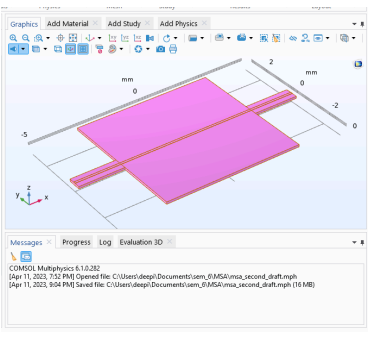 Graphics Add Material Add Study Add Physics
mm
0
2
mm
0
-2
0
-5
z
y x
Messages Progress Log Evaluation 3D
COMSOL Multiphysics 6.1.0.282
[Apr 11, 2023, 7:52 PM] Opened file: C:\Users\deepi\Documents\sem_6\MSA\msa_second_draft.mph
[Apr 11, 2023, 9:04 PM] Saved file: C:\Users\deepi\Documents\sem_6\MSA\msa_second_draft.mph (16 MB)